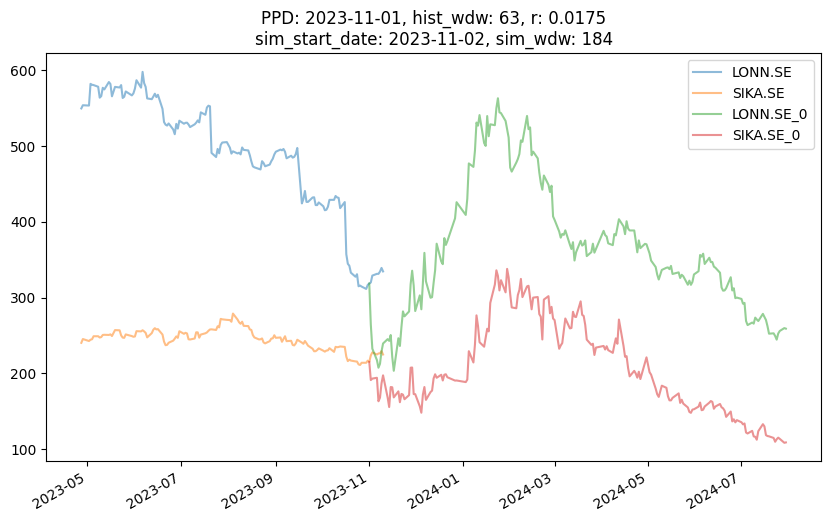 PPD: 2023-11-01, hist_wdw: 63, r: 0.0175
sim_start_date: 2023-11-02, sim_wdw: 184
LONN.SE
SIKA.SE
LONN.SE_0
SIKA.SE_0
600
500
400
300
200
100
2023-05
2023-07
2023-09
2023-11
2024-01
2024-03
2024-05
2024-07